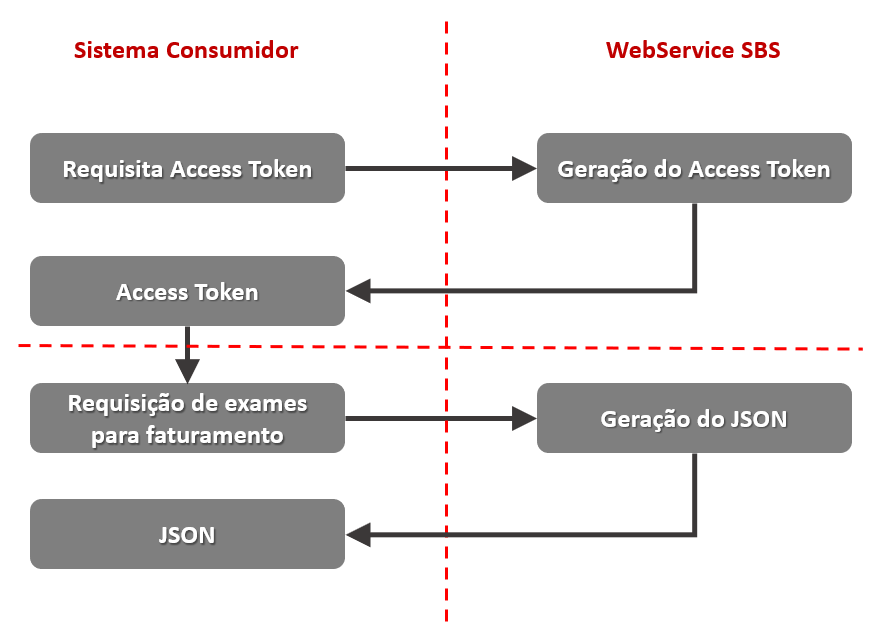 Sistema Consumidor
WebService SBS
Requisita Access Token
Geração do Access Token
Access Token
Requisição de exames
para faturamento
Geração do JSON
JSON